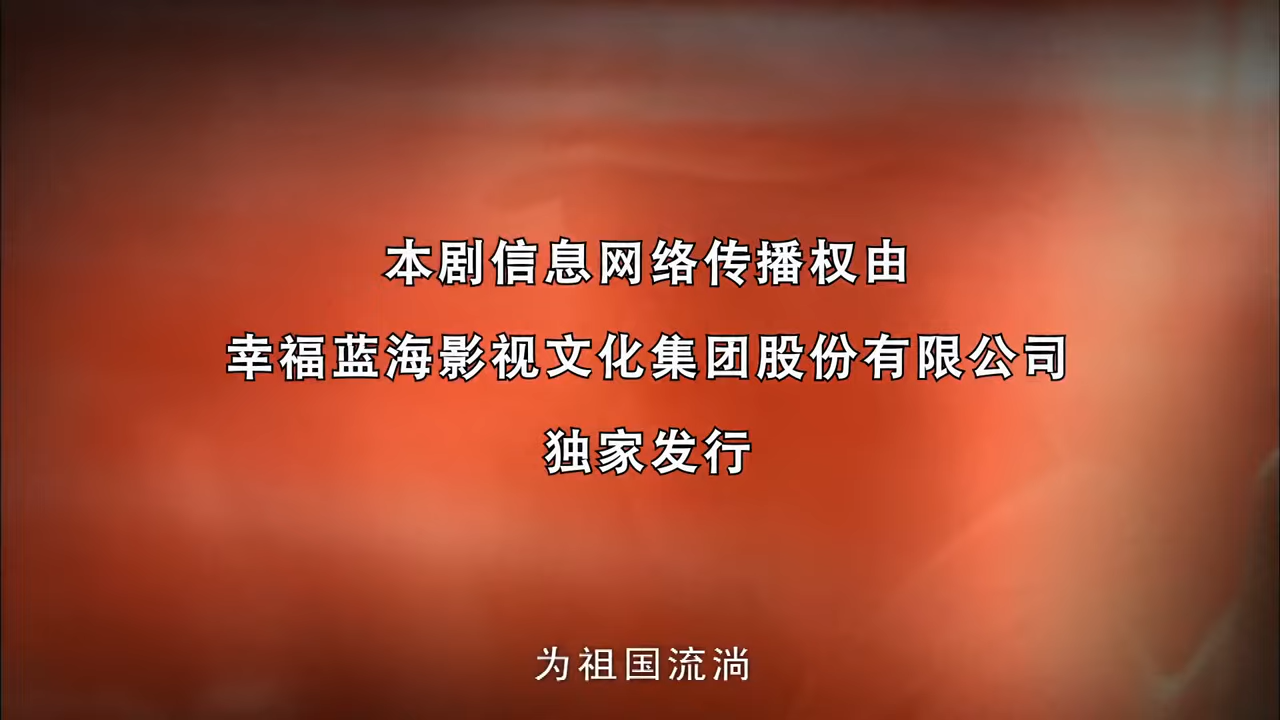 本剧信息网络传播权由
幸福蓝海影视文化集团股份有限公司
独家发行
为祖国流淌